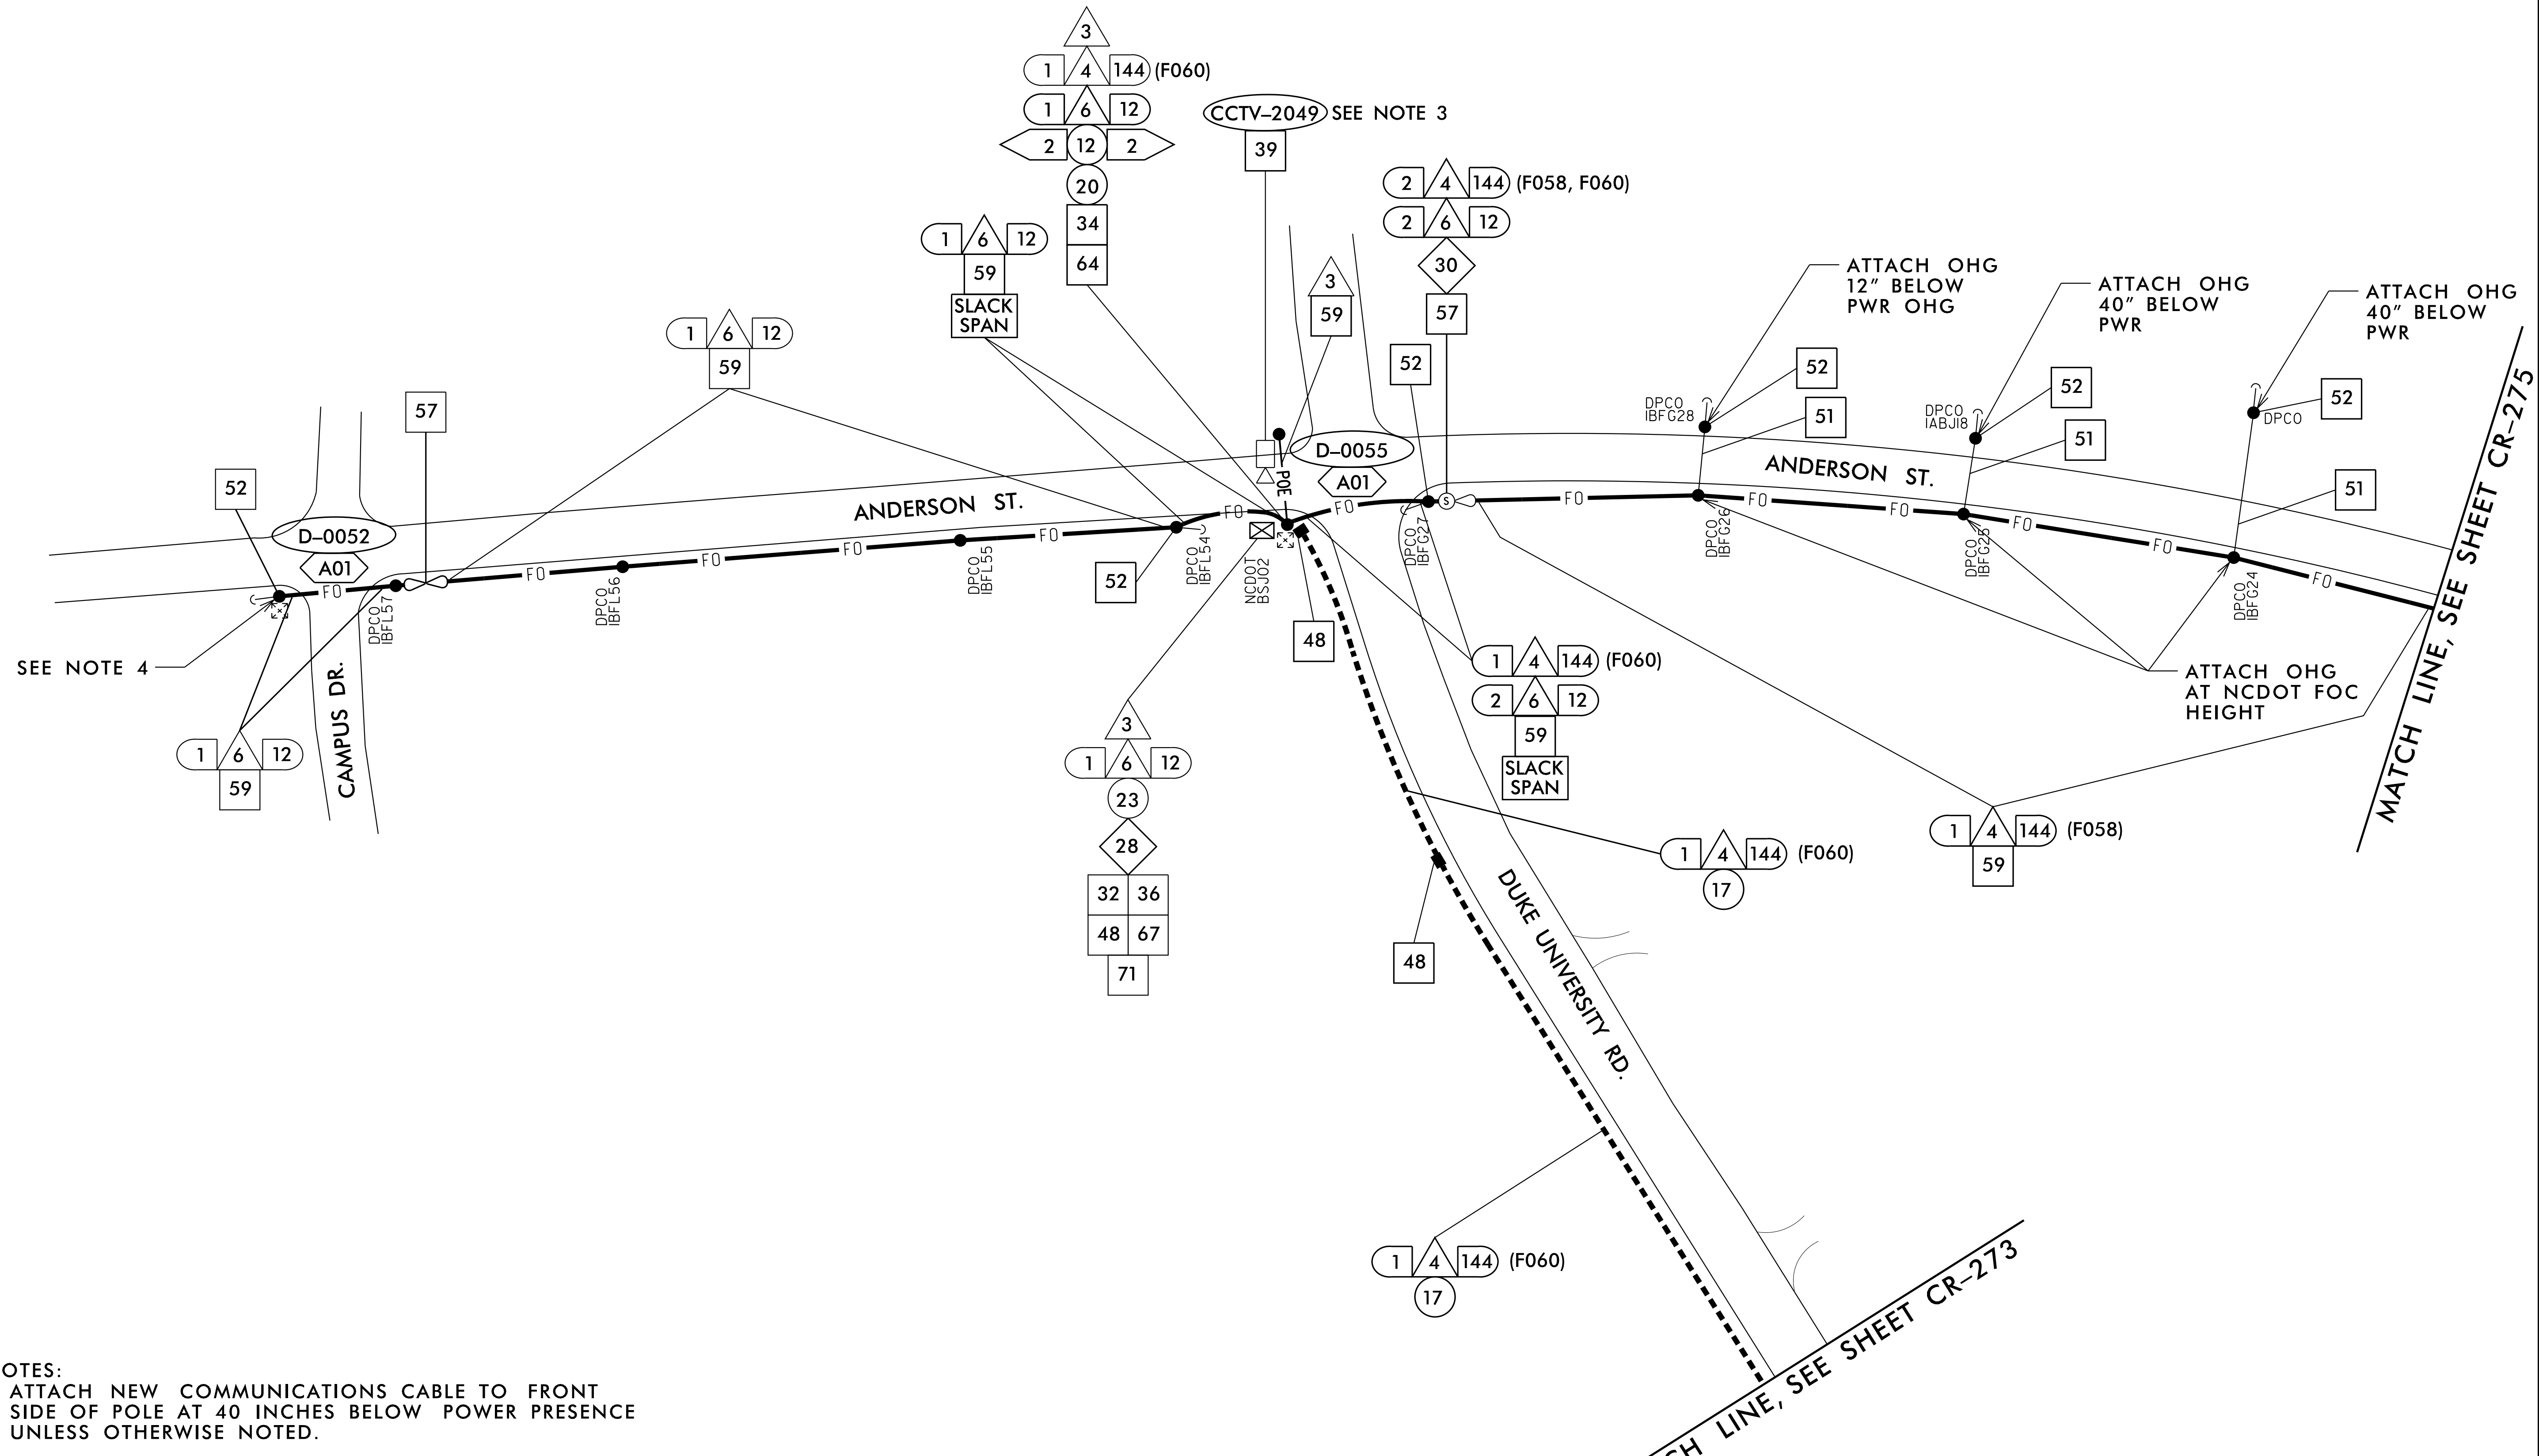 3
1 4 144 (F060)
1 6 12
2 12 2
20
34
64
CCTV-2049 SEE NOTE 3
39
2 4 144 (F058, F060)
2 6 12
30
57
1 6 12
59
SLACK
SPAN
3
59
52
ATTACH OHG
12" BELOW
PWR OHG
ATTACH OHG
40" BELOW
PWR
ATTACH OHG
40" BELOW
PWR
1 6 12
59
57
52
52
52
52
51
51
51
DPCO
IBFG28
DPCO
IABJ18
DPCO
D-0052
A01
D-0055
A01
POE
ANDERSON ST.
ANDERSON ST.
FO
FO
FO
FO
FO
FO
FO
FO
FO
FO
FO
FO
FO
DPCO
IBFL57
DPCO
IBFL56
DPCO
IBFL55
52
DPCO
IBFL54
NCDOT
BSJ02
DPCO
IBFG27
DPCO
IBFG26
DPCO
IBFG25
DPCO
IBFG24
MATCH LINE, SEE SHEET CR-275
SEE NOTE 4
1 6 12
59
CAMPUS DR.
48
1 4 144 (F060)
2 6 12
59
SLACK
SPAN
ATTACH OHG
AT NCDOT FOC
HEIGHT
3
1 6 12
23
28
32 36
48 67
71
1 4 144 (F060)
17
1 4 144 (F058)
59
48
DUKE UNIVERSITY RD.
1 4 144 (F060)
17
CH LINE, SEE SHEET CR-273
OTES:
ATTACH NEW COMMUNICATIONS CABLE TO FRONT
SIDE OF POLE AT 40 INCHES BELOW POWER PRESENCE
UNLESS OTHERWISE NOTED.